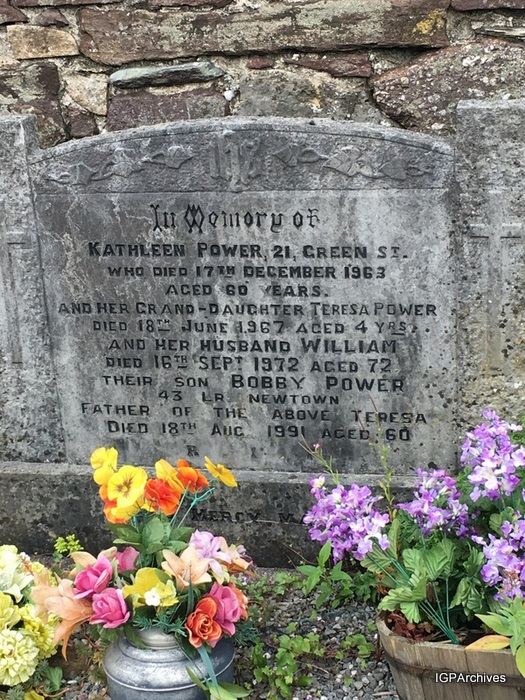 IHS
In Memory of
KATHLEEN POWER, 21, GREEN ST.
WHO DIED 17TH DECEMBER 1963
AGED 60 YEARS.
AND HER GRAND-DAUGHTER TERESA POWER
DIED 18TH JUNE 1967 AGED 4 YRS.
AND HER HUSBAND WILLIAM
DIED 16TH SEPT 1972 AGED 72
THEIR SON BOBBY POWER
43 LR NEWTOWN
FATHER OF THE ABOVE TERESA
DIED 18TH AUG 1991 AGED 60
R I
MERCY
IGPArchives